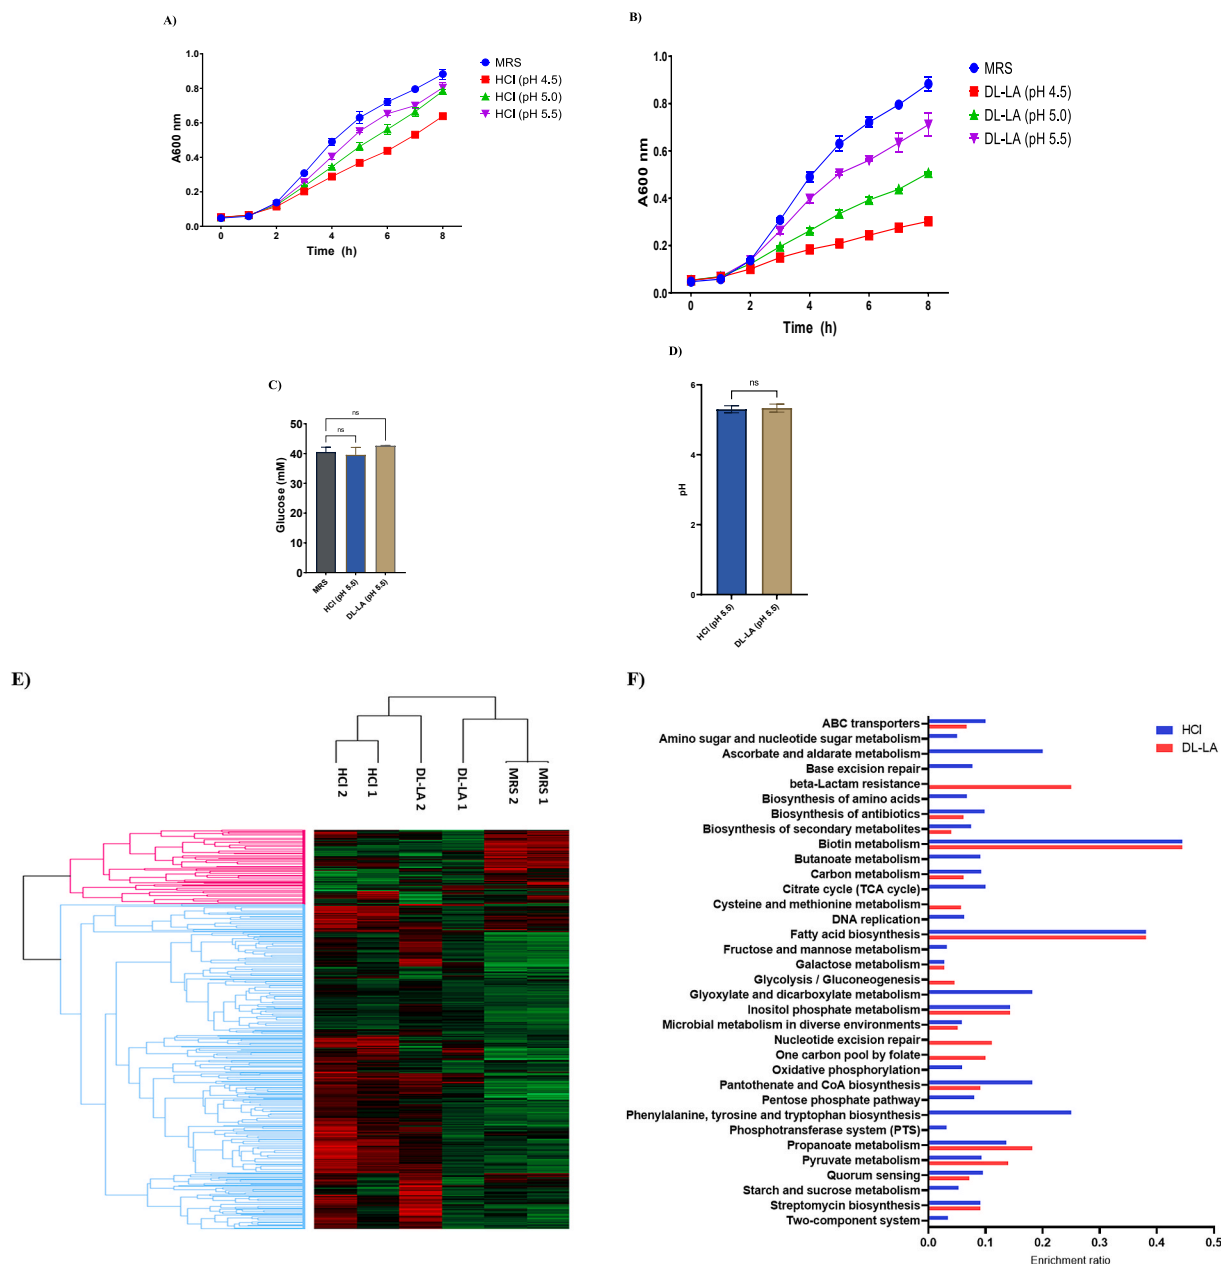 A)
MRS
HCl (pH 4.5)
HCl (pH 5.0)
HCl (pH 5.5)
A600 nm
1.0
0.8
0.6
0.4
0.2
0.0
0 2 4 6 8
Time (h)
B)
MRS
DL-LA (pH 4.5)
DL-LA (pH 5.0)
DL-LA (pH 5.5)
A600 nm
1.0
0.8
0.6
0.4
0.2
0.0
0 2 4 6 8
Time (h)
C)
ns
ns
Glucose (mM)
50
40
30
20
10
0
MRS
HCl (pH 5.5)
DL-LA (pH 5.5)
D)
ns
pH
6
4
2
0
HCl (pH 5.5)
DL-LA (pH 5.5)
E)
HCl 2
HCl 1
DL-LA 2
DL-LA 1
MRS 2
MRS 1
F)
HCl
DL-LA
ABC transporters
Amino sugar and nucleotide sugar metabolism
Ascorbate and aldarate metabolism
Base excision repair
beta-Lactam resistance
Biosynthesis of amino acids
Biosynthesis of antibiotics
Biosynthesis of secondary metabolites
Biotin metabolism
Butanoate metabolism
Carbon metabolism
Citrate cycle (TCA cycle)
Cysteine and methionine metabolism
DNA replication
Fatty acid biosynthesis
Fructose and mannose metabolism
Galactose metabolism
Glycolysis / Gluconeogenesis
Glyoxylate and dicarboxylate metabolism
Inositol phosphate metabolism
Microbial metabolism in diverse environments
Nucleotide excision repair
One carbon pool by folate
Oxidative phosphorylation
Pantothenate and CoA biosynthesis
Pentose phosphate pathway
Phenylalanine, tyrosine and tryptophan biosynthesis
Phosphotransferase system (PTS)
Propanoate metabolism
Pyruvate metabolism
Quorum sensing
Starch and sucrose metabolism
Streptomycin biosynthesis
Two-component system
0.0 0.1 0.2 0.3 0.4 0.5
Enrichment ratio